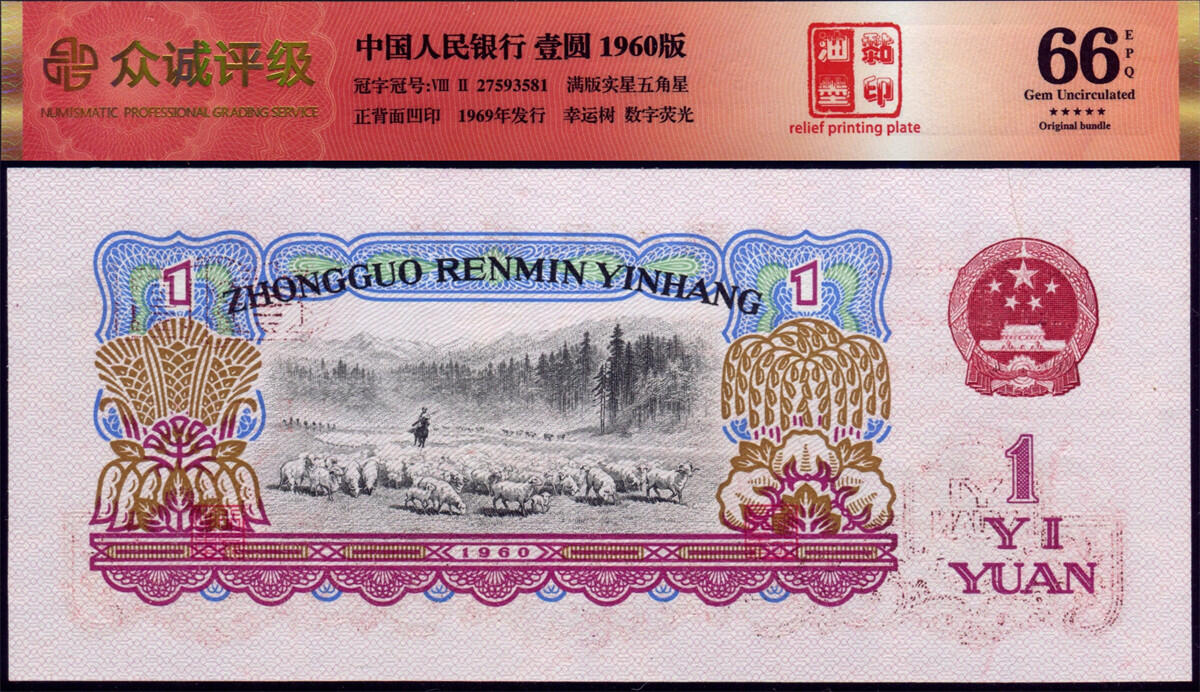 众诚评级
NUMISMATIC PROFESSIONAL GRADING SERVICE
中国人民银行 壹圆 1960版
冠字冠号:Ⅷ Ⅱ 27593581 满版实星五角星
正背面凹印 1969年发行 幸运树 数字荧光
油墨
黏印
relief printing plate
66
EPQ
Gem Uncirculated
★★★★★
Original bundle
1
1
ZHONGGUO RENMIN YINHANG
1960
1
YI
YUAN